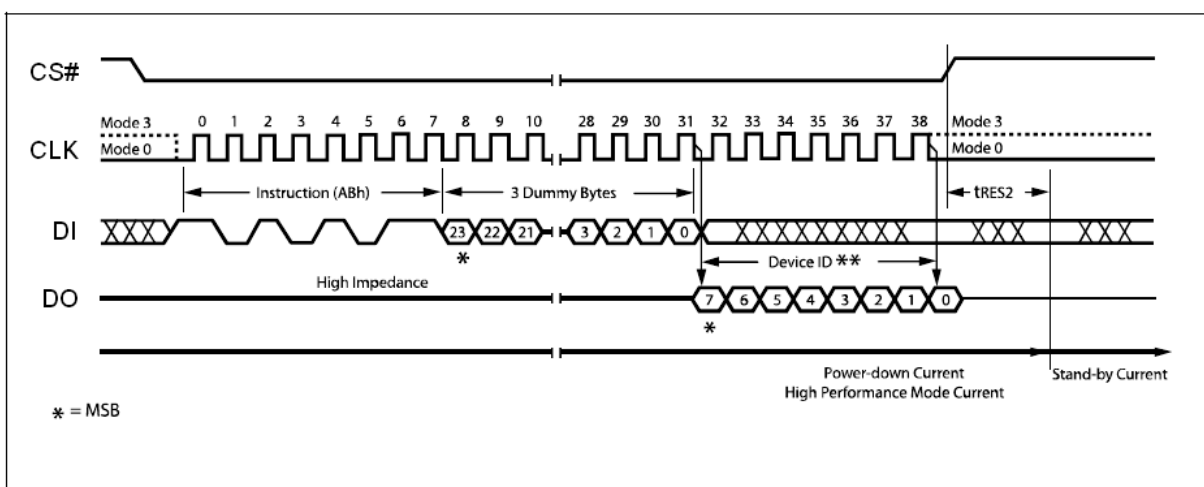 CS#
Mode 3
0 1 2 3 4 5 6 7 8 9 10 28 29 30 31 32 33 34 35 36 37 38
Mode 3
CLK
Mode 0
Mode 0
Instruction (ABh)
3 Dummy Bytes
tRES2
DI
23 22 21 3 2 1 0
*
Device ID **
High Impedance
DO
7 6 5 4 3 2 1 0
*
Power-down Current
High Performance Mode Current
Stand-by Current
* = MSB